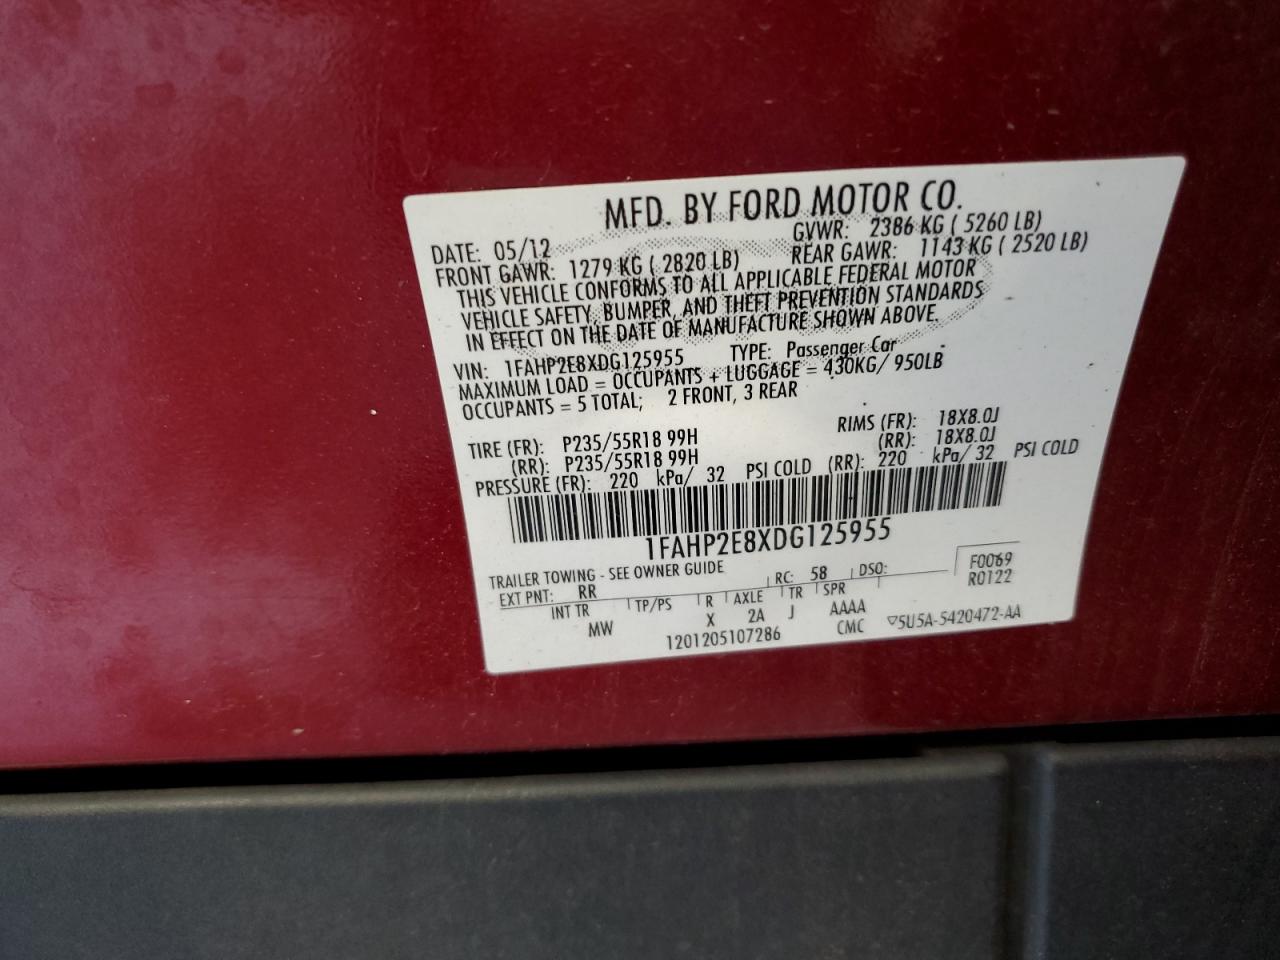 MFD. BY FORD MOTOR CO.
DATE: 05/12 GVWR: 2386 KG ( 5260 LB)
FRONT GAWR: 1279 KG ( 2820 LB) REAR GAWR: 1143 KG ( 2520 LB)
THIS VEHICLE CONFORMS TO ALL APPLICABLE FEDERAL MOTOR
VEHICLE SAFETY, BUMPER, AND THEFT PREVENTION STANDARDS
IN EFFECT ON THE DATE OF MANUFACTURE SHOWN ABOVE.
VIN: 1FAHP2E8XDG125955 TYPE: Passenger Car
MAXIMUM LOAD = OCCUPANTS + LUGGAGE = 430KG/ 950LB
OCCUPANTS = 5 TOTAL; 2 FRONT, 3 REAR
TIRE (FR): P235/55R18 99H RIMS (FR): 18X8.0J
(RR): P235/55R18 99H (RR): 18X8.0J
PRESSURE (FR): 220 kPa/ 32 PSI COLD (RR): 220 kPa/ 32 PSI COLD
1FAHP2E8XDG125955
TRAILER TOWING - SEE OWNER GUIDE F0069
EXT PNT: RR RC: 58 DSO: R0122
INT TR TP/PS R AXLE TR SPR
MW X 2A J AAAA
1201205107286 CMC ▽5U5A-5420472-AA